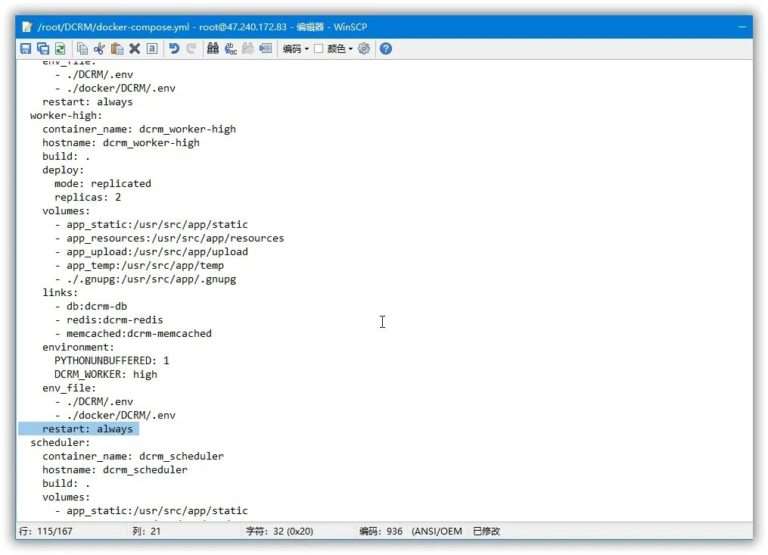 /root/DCRM/docker-compose.yml - root@47.240.172.83 - 编辑器 - WinSCP
编码 颜色
env_file:
- ./DCRM/.env
- ./docker/DCRM/.env
restart: always
worker-high:
container_name: dcrm_worker-high
hostname: dcrm_worker-high
build: .
deploy:
mode: replicated
replicas: 2
volumes:
- app_static:/usr/src/app/static
- app_resources:/usr/src/app/resources
- app_upload:/usr/src/app/upload
- app_temp:/usr/src/app/temp
- ./.gnupg:/usr/src/app/.gnupg
links:
- db:dcrm-db
- redis:dcrm-redis
- memcached:dcrm-memcached
environment:
PYTHONUNBUFFERED: 1
DCRM_WORKER: high
env_file:
- ./DCRM/.env
- ./docker/DCRM/.env
restart: always
scheduler:
container_name: dcrm_scheduler
hostname: dcrm_scheduler
build: .
volumes:
- app_static:/usr/src/app/static
行: 115/167 列: 21 字符: 32 (0x20) 编码: 936 (ANSI/OEM 已修改